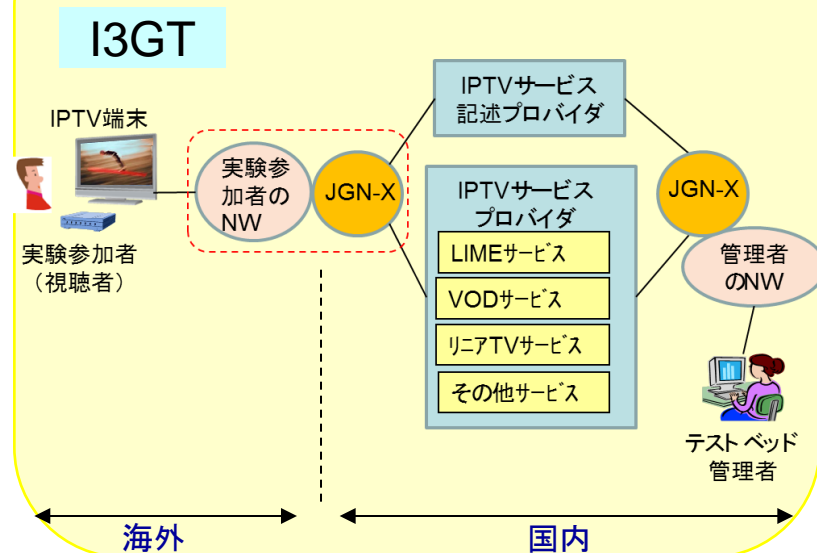 I3GT
IPTV端末
実験参加者
（視聴者）
実験参
加者の
NW
JGN-X
IPTVサービス
記述プロバイダ
IPTVサービス
プロバイダ
LIMEｻｰﾋﾞｽ
VODｻｰﾋﾞｽ
ﾘﾆｱTVｻｰﾋﾞｽ
その他ｻｰﾋﾞｽ
JGN-X
管理者
のNW
テストベッド
管理者
海外
国内